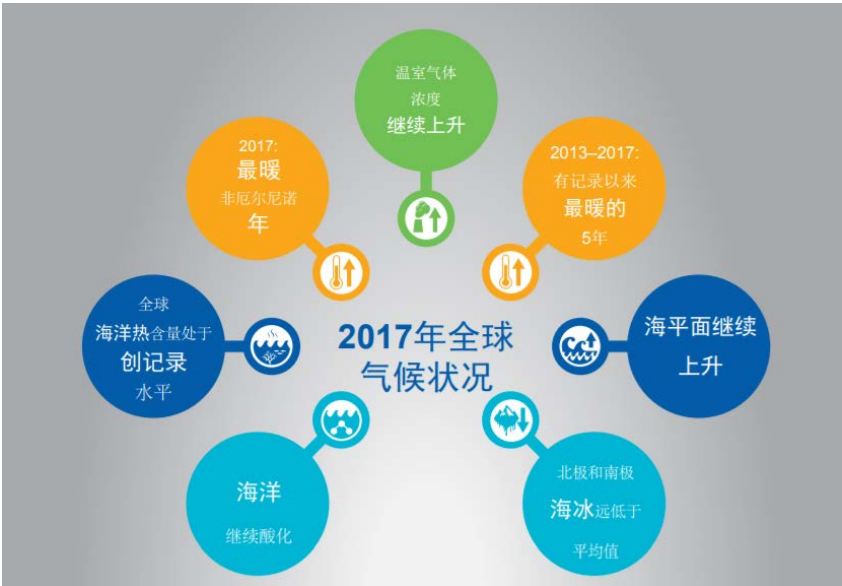 温室气体
浓度
继续上升
2017:
最暖
非厄尔尼诺
年
2013–2017:
有记录以来
最暖的
5年
全球
海洋热含量处于
创记录
水平
2017年全球
气候状况
海平面继续
上升
海洋
继续酸化
北极和南极
海冰远低于
平均值